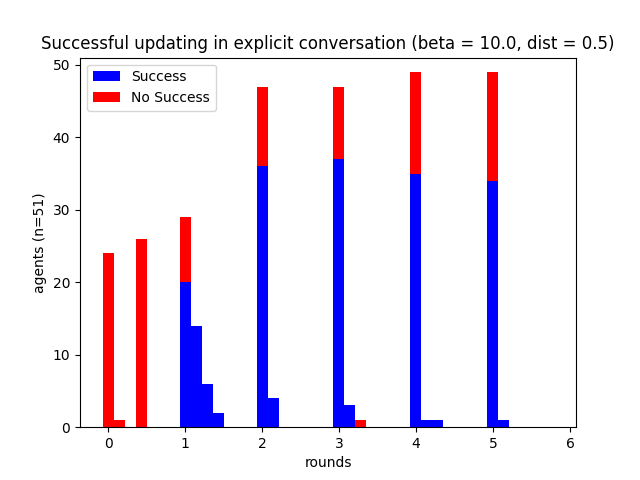 Successful updating in explicit conversation (beta = 10.0, dist = 0.5)
Success
No Success
50
40
30
20
10
0
agents (n=51)
0 1 2 3 4 5 6
rounds